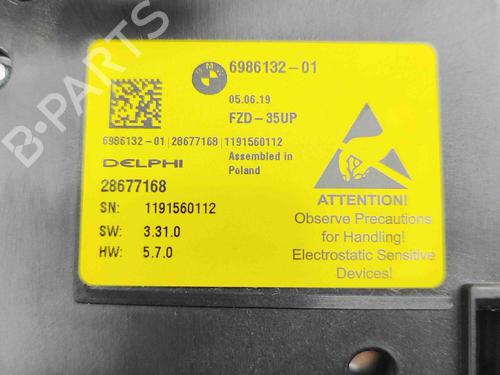 BMW
6986132-01
05.06.19
FZD-35UP
6986132-01 | 28677168 | 1191560112
DELPHI
Assembled in
Poland
28677168
SN: 1191560112
SW: 3.31.0
HW: 5.7.0
ATTENTION!
Observe Precautions
for Handling!
Electrostatic Sensitive
Devices!
B-PARTS